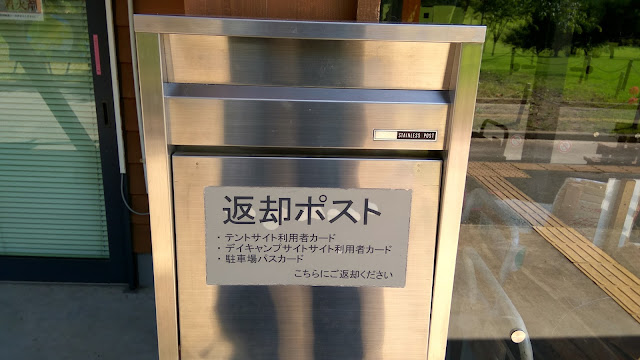 STAINLESS POST
返却ポスト
・テントサイト利用者カード
・デイキャンプサイトサイト利用者カード
・駐車場パスカード
こちらにご返却ください